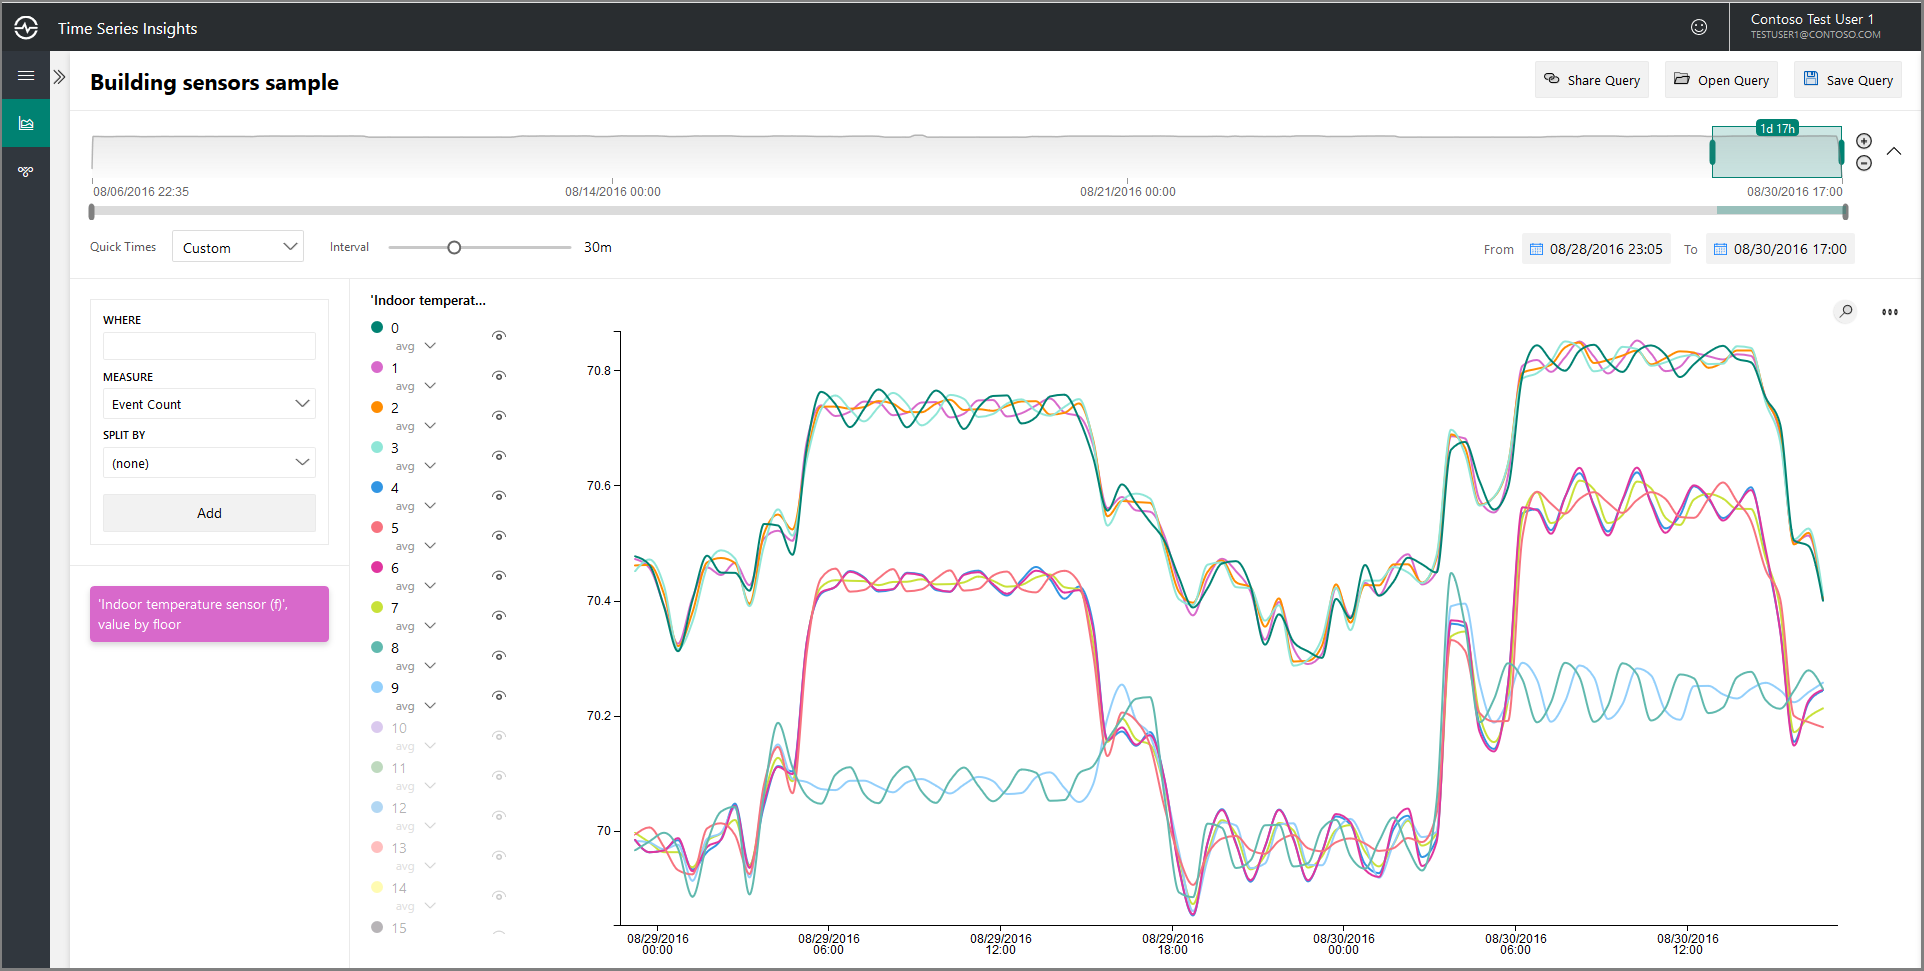 Time Series Insights
Contoso Test User 1
TESTUSER1@CONTOSO.COM
Building sensors sample
Share Query
Open Query
Save Query
1d 17h
08/06/2016 22:35
08/14/2016 00:00
08/21/2016 00:00
08/30/2016 17:00
Quick Times
Custom
Interval
30m
From
08/28/2016 23:05
To
08/30/2016 17:00
WHERE
MEASURE
Event Count
SPLIT BY
(none)
Add
'Indoor temperature sensor (f)',
value by floor
'Indoor temperat...
0
avg
1
avg
2
avg
3
avg
4
avg
5
avg
6
avg
7
avg
8
avg
9
avg
10
avg
11
avg
12
avg
13
avg
14
avg
15
70.8
70.6
70.4
70.2
70
08/29/2016
00:00
08/29/2016
06:00
08/29/2016
12:00
08/29/2016
18:00
08/30/2016
00:00
08/30/2016
06:00
08/30/2016
12:00